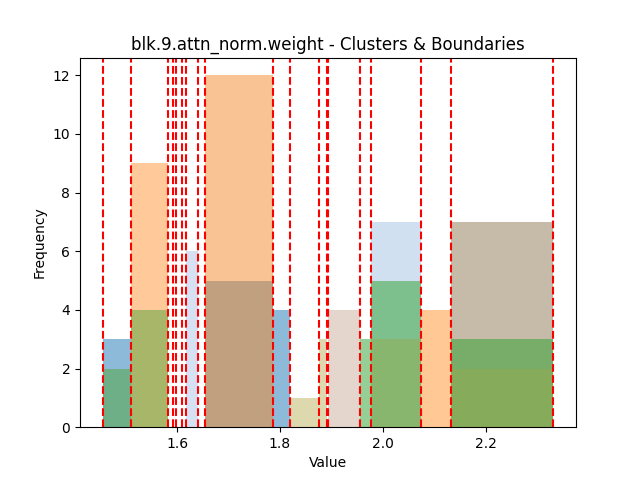 blk.9.attn_norm.weight - Clusters & Boundaries
12
10
8
6
4
2
0
Frequency
1.6 1.8 2.0 2.2
Value